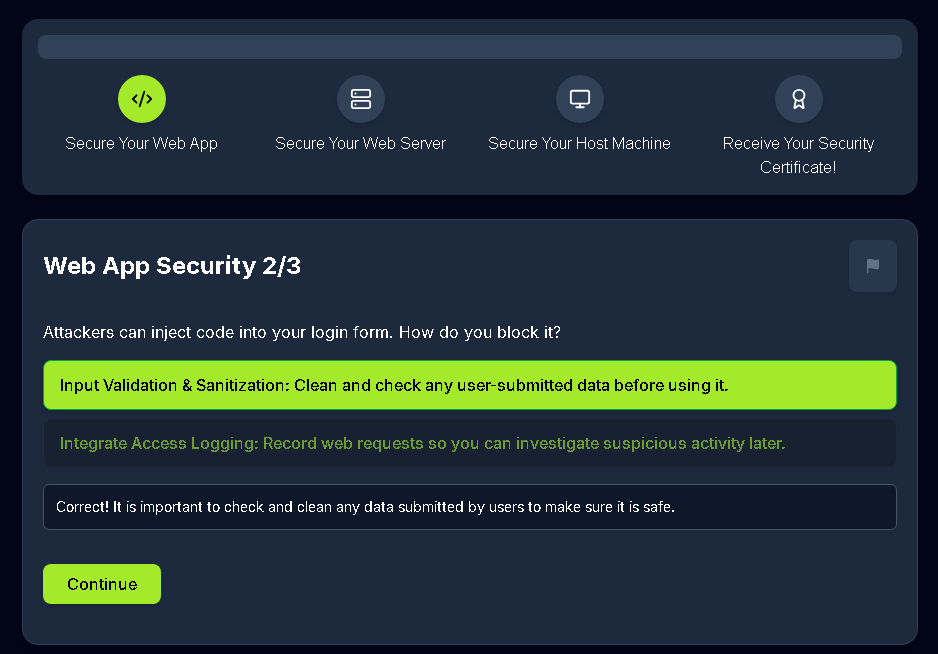 Secure Your Web App
Secure Your Web Server
Secure Your Host Machine
Receive Your Security
Certificate!
Web App Security 2/3
Attackers can inject code into your login form. How do you block it?
Input Validation & Sanitization: Clean and check any user-submitted data before using it.
Integrate Access Logging: Record web requests so you can investigate suspicious activity later.
Correct! It is important to check and clean any data submitted by users to make sure it is safe.
Continue